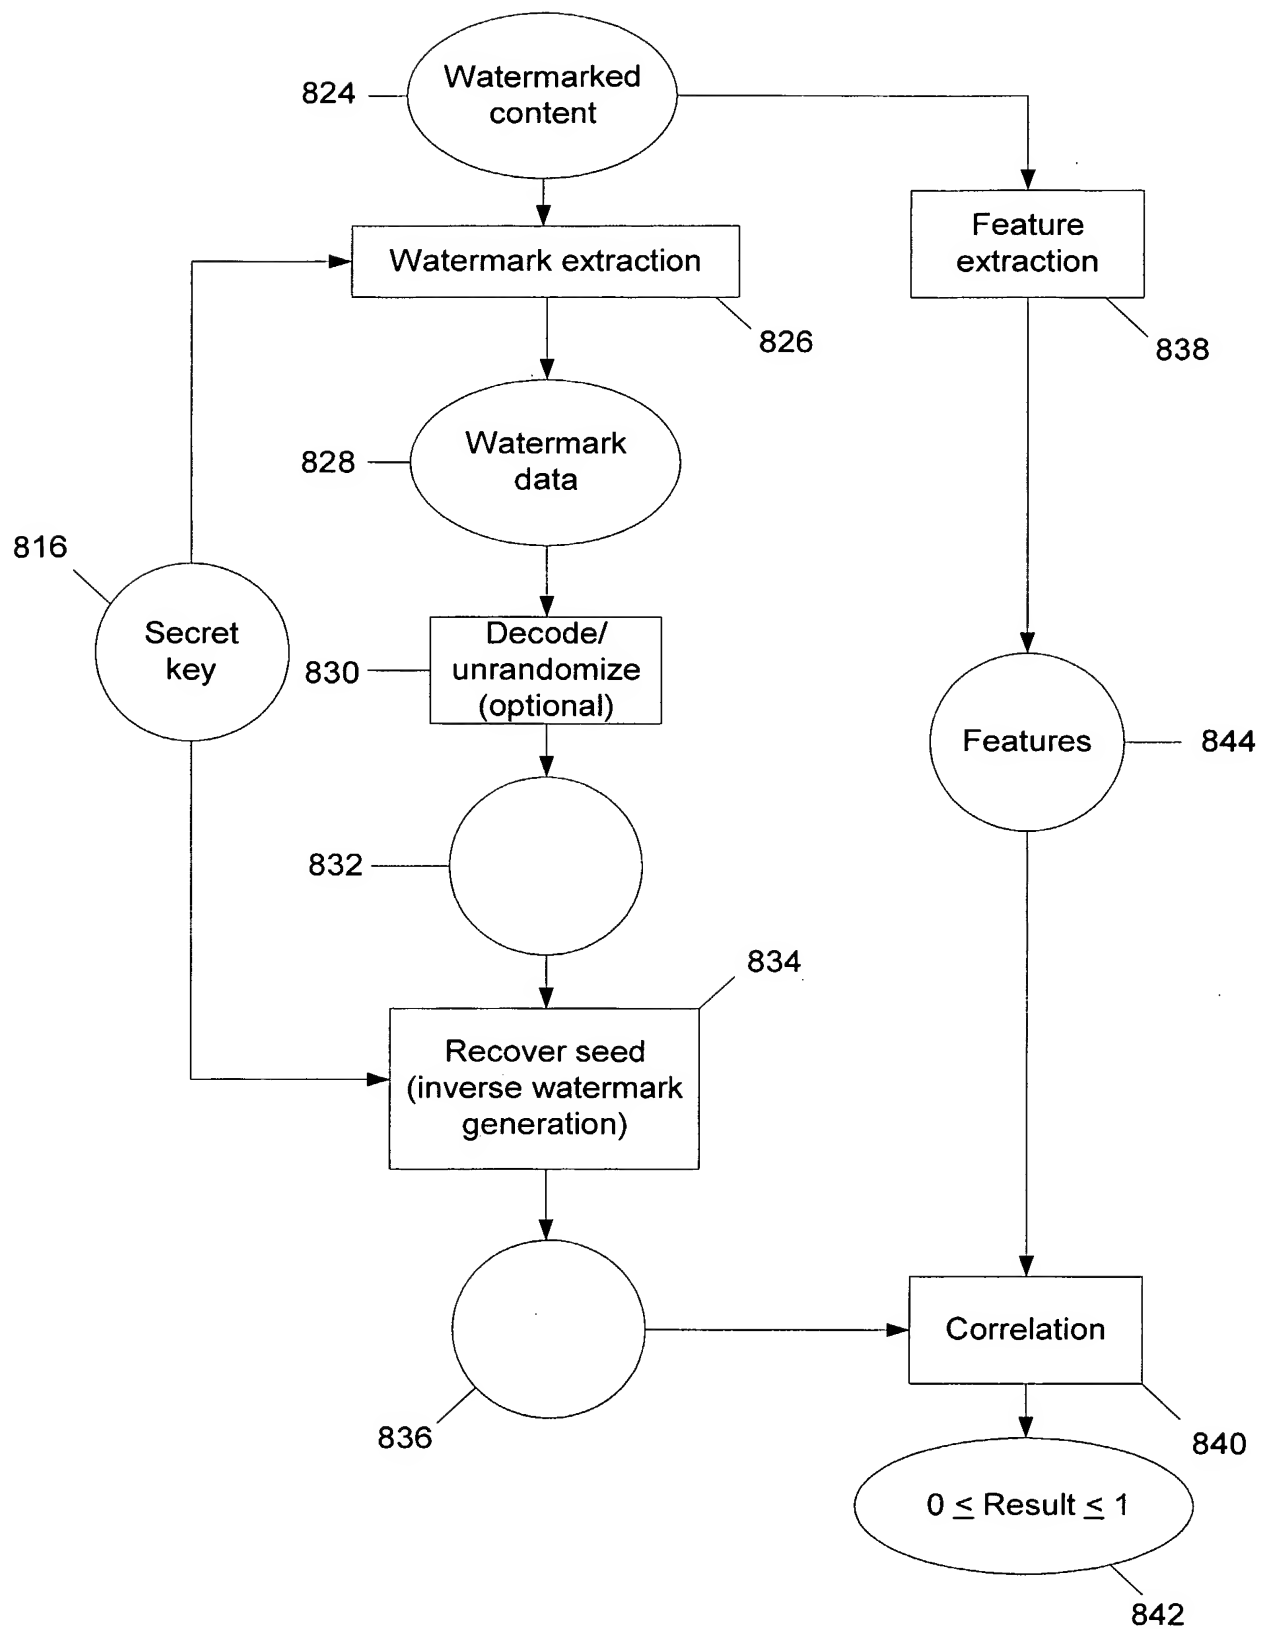 Watermarked
824
content
Feature
Watermark extraction
extraction
826
838
Watermark
828
data
816
Decode/
Secret
unrandomize
key
830
(optional)
Features
844
832
834
Recover seed
(inverse watermark
generation)
Correlation
836
840
0 ≤ Result ≤ 1
842